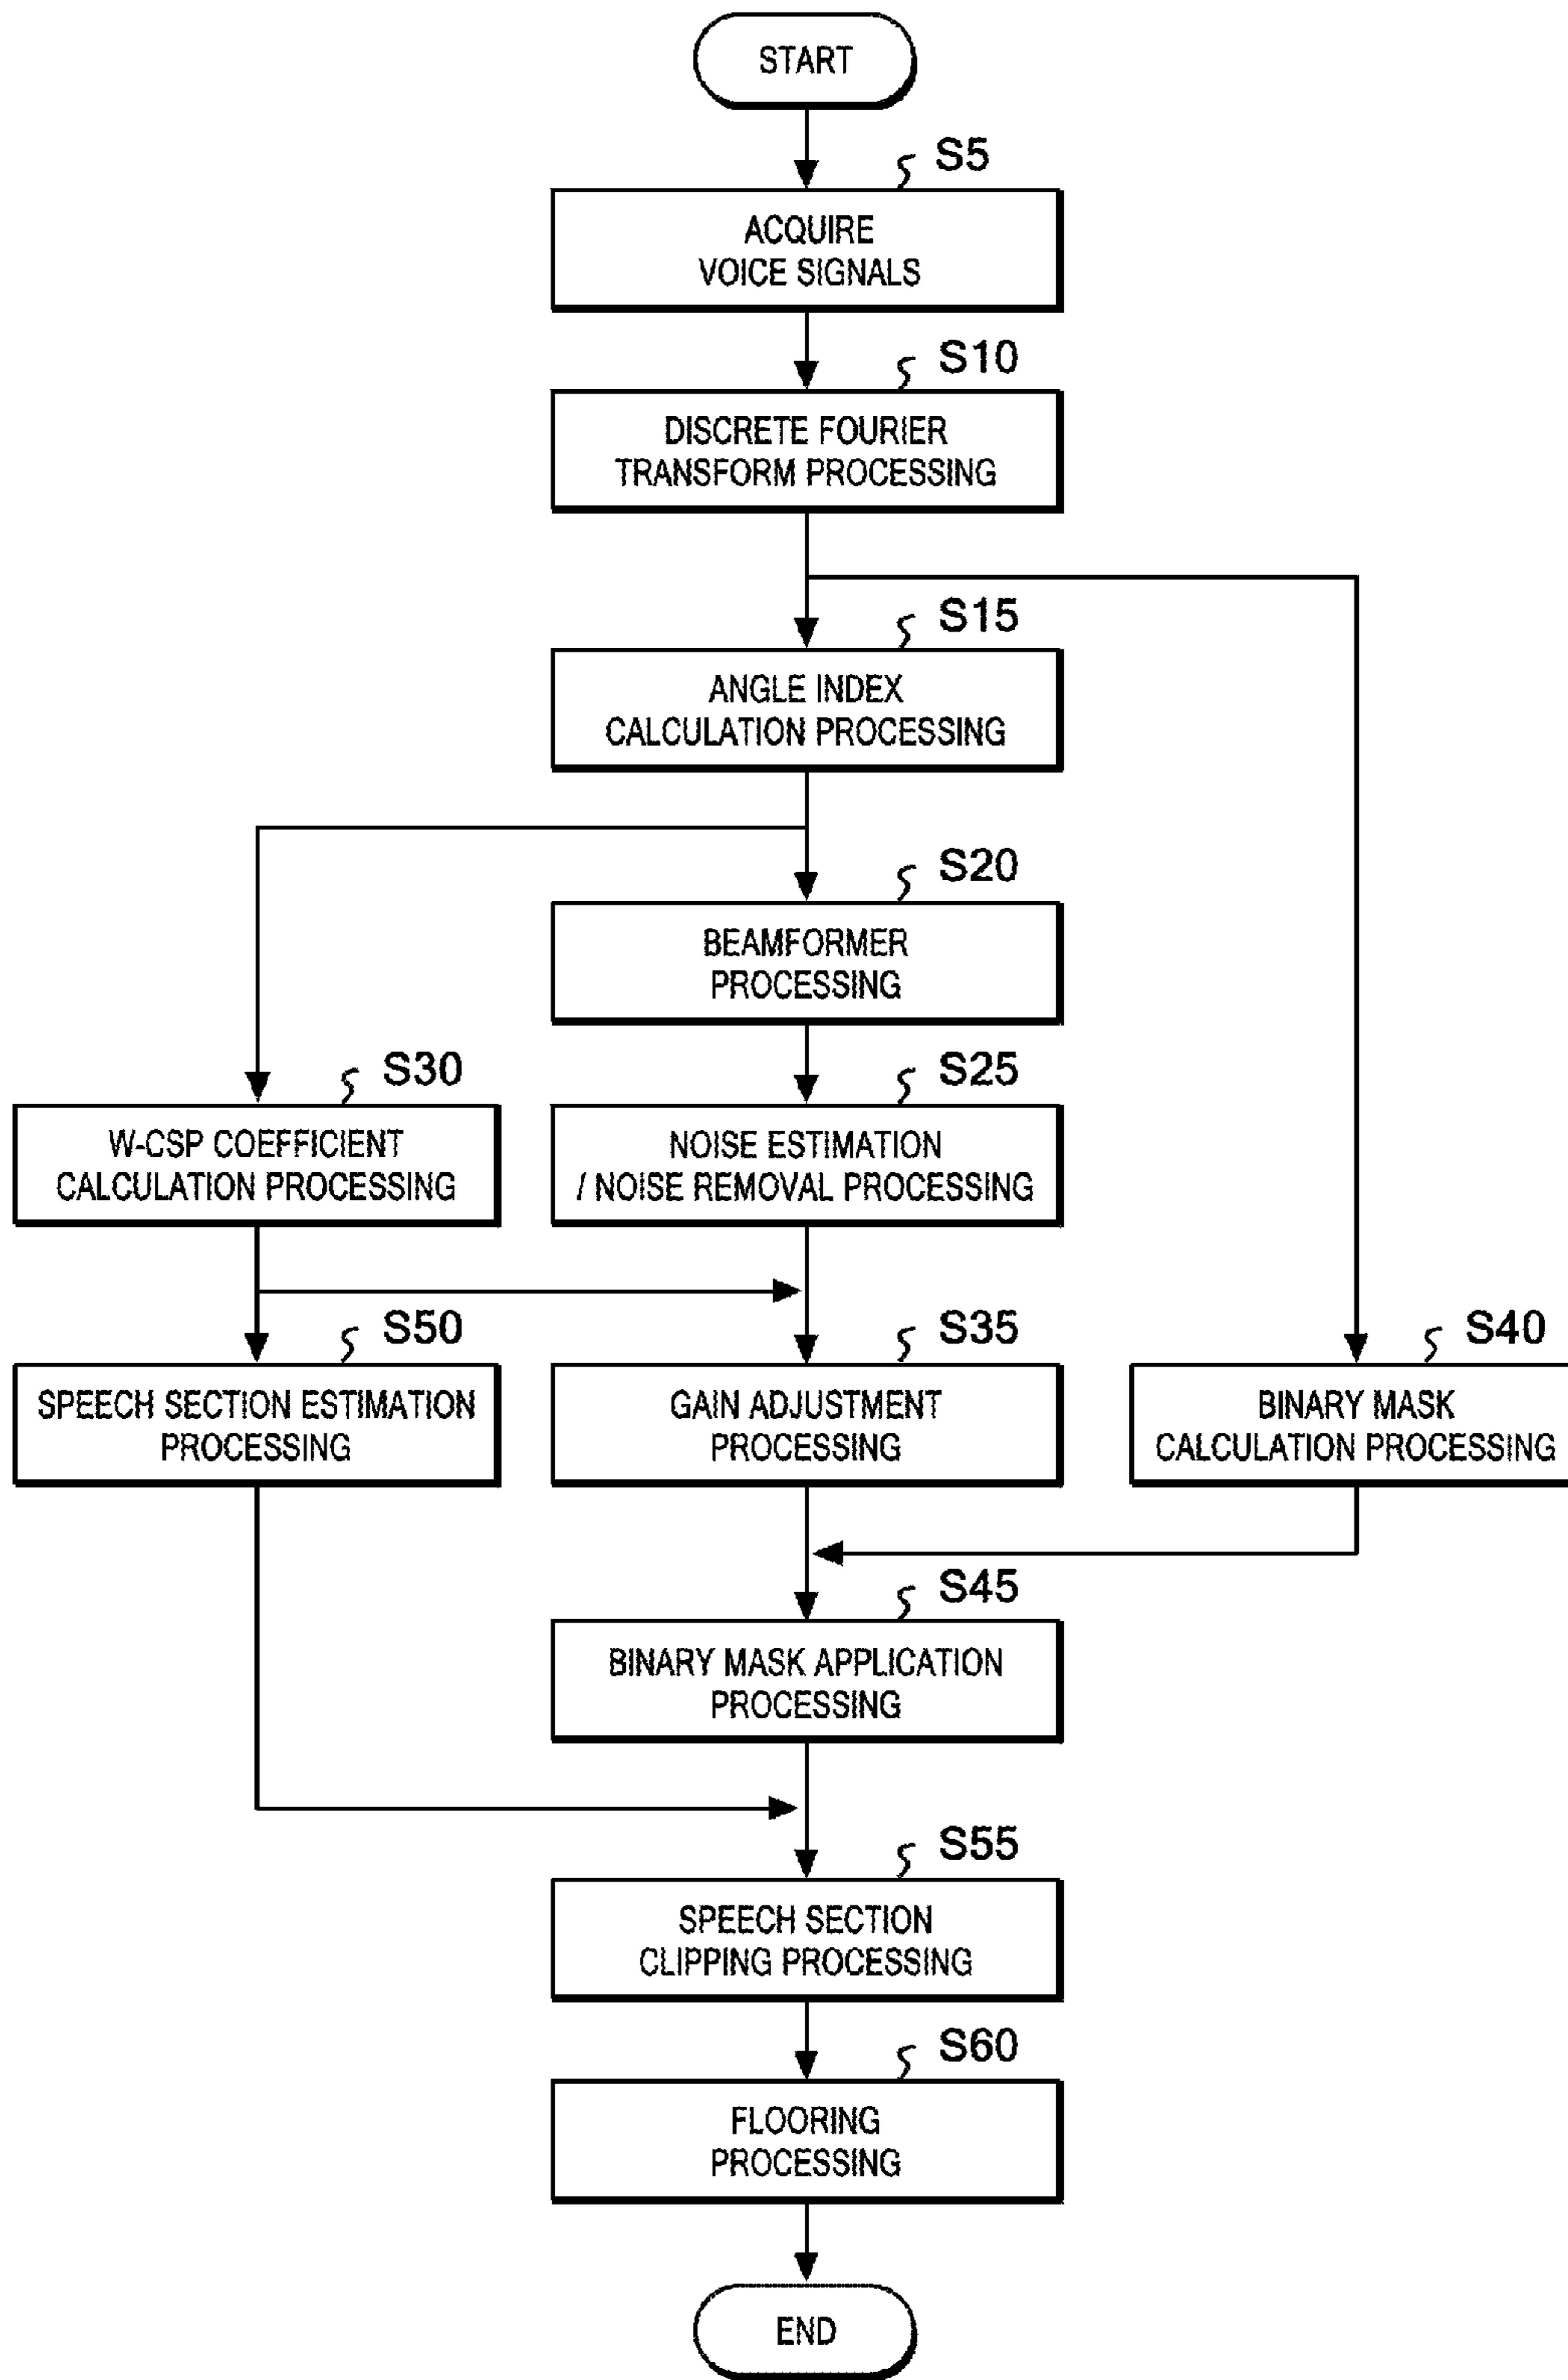 START
S5
ACQUIRE
VOICE SIGNALS
S10
DISCRETE FOURIER
TRANSFORM PROCESSING
S15
ANGLE INDEX
CALCULATION PROCESSING
S20
BEAMFORMER
PROCESSING
S30
W-CSP COEFFICIENT
CALCULATION PROCESSING
S25
NOISE ESTIMATION
/ NOISE REMOVAL PROCESSING
S50
SPEECH SECTION ESTIMATION
PROCESSING
S35
GAIN ADJUSTMENT
PROCESSING
S40
BINARY MASK
CALCULATION PROCESSING
S45
BINARY MASK APPLICATION
PROCESSING
S55
SPEECH SECTION
CLIPPING PROCESSING
S60
FLOORING
PROCESSING
END